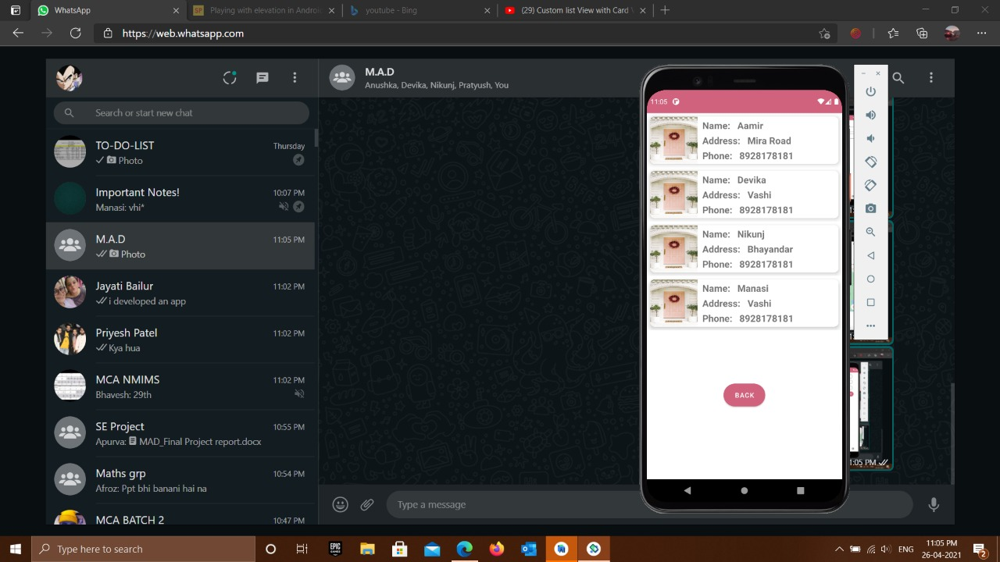 WhatsApp
Playing with elevation in Androi
youtube - Bing
(29) Custom list View with Card V
https://web.whatsapp.com
M.A.D
Anushka, Devika, Nikunj, Pratyush, You
Search or start new chat
TO-DO-LIST
Thursday
Photo
Important Notes!
10:07 PM
Manasi: vhi*
M.A.D
11:05 PM
Photo
11:02 PM
i developed an app
Priyesh Patel
11:02 PM
Kya hua
MCA NMIMS
11:02 PM
Bhavesh: 29th
SE Project
10:55 PM
Apurva: MAD_Final Project report.docx
Maths grp
10:54 PM
Afroz: Ppt bhi banani hai na
MCA BATCH 2
10:47 PM
11:05
Name: Aamir
Address: Mira Road
Phone: 8928178181
Name: Devika
Address: Vashi
Phone: 8928178181
Name: Nikunj
Address: Bhayandar
Phone: 8928178181
Name: Manasi
Address: Vashi
Phone: 8928178181
BACK
1:05 PM
Type a message
Type here to search
EPIC
GAMES
ENG
11:05 PM
26-04-2021
2